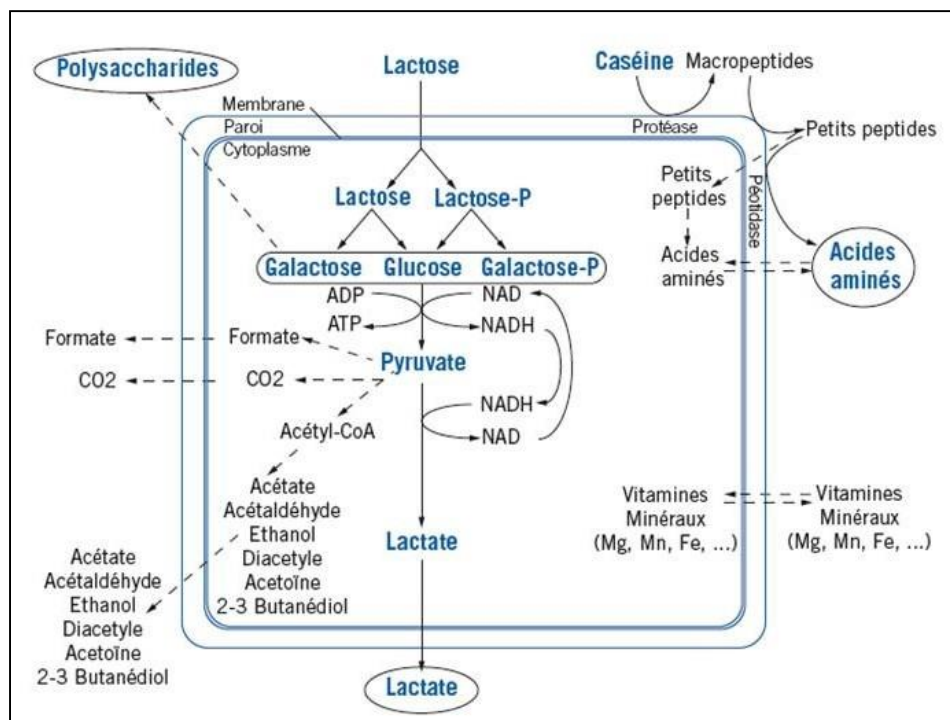 Polysaccharides
Lactose
Caséine Macropeptides
Membrane
Paroi
Cytoplasme
Protéase
Petits peptides
Petits
peptides
Péotidase
Lactose Lactose-P
Galactose Glucose Galactose-P
Acides
aminés
Acides
aminés
ADP
NAD
ATP
NADH
Formate
Formate
Pyruvate
CO2
CO2
NADH
NAD
Acétyl-CoA
Acétate
Acétaldéhyde
Ethanol
Diacetyle
Acetoïne
2-3 Butanédiol
Lactate
Vitamines
Minéraux
(Mg, Mn, Fe, ...)
Vitamines
Minéraux
(Mg, Mn, Fe, ...)
Acétate
Acétaldéhyde
Ethanol
Diacetyle
Acetoïne
2-3 Butanédiol
Lactate